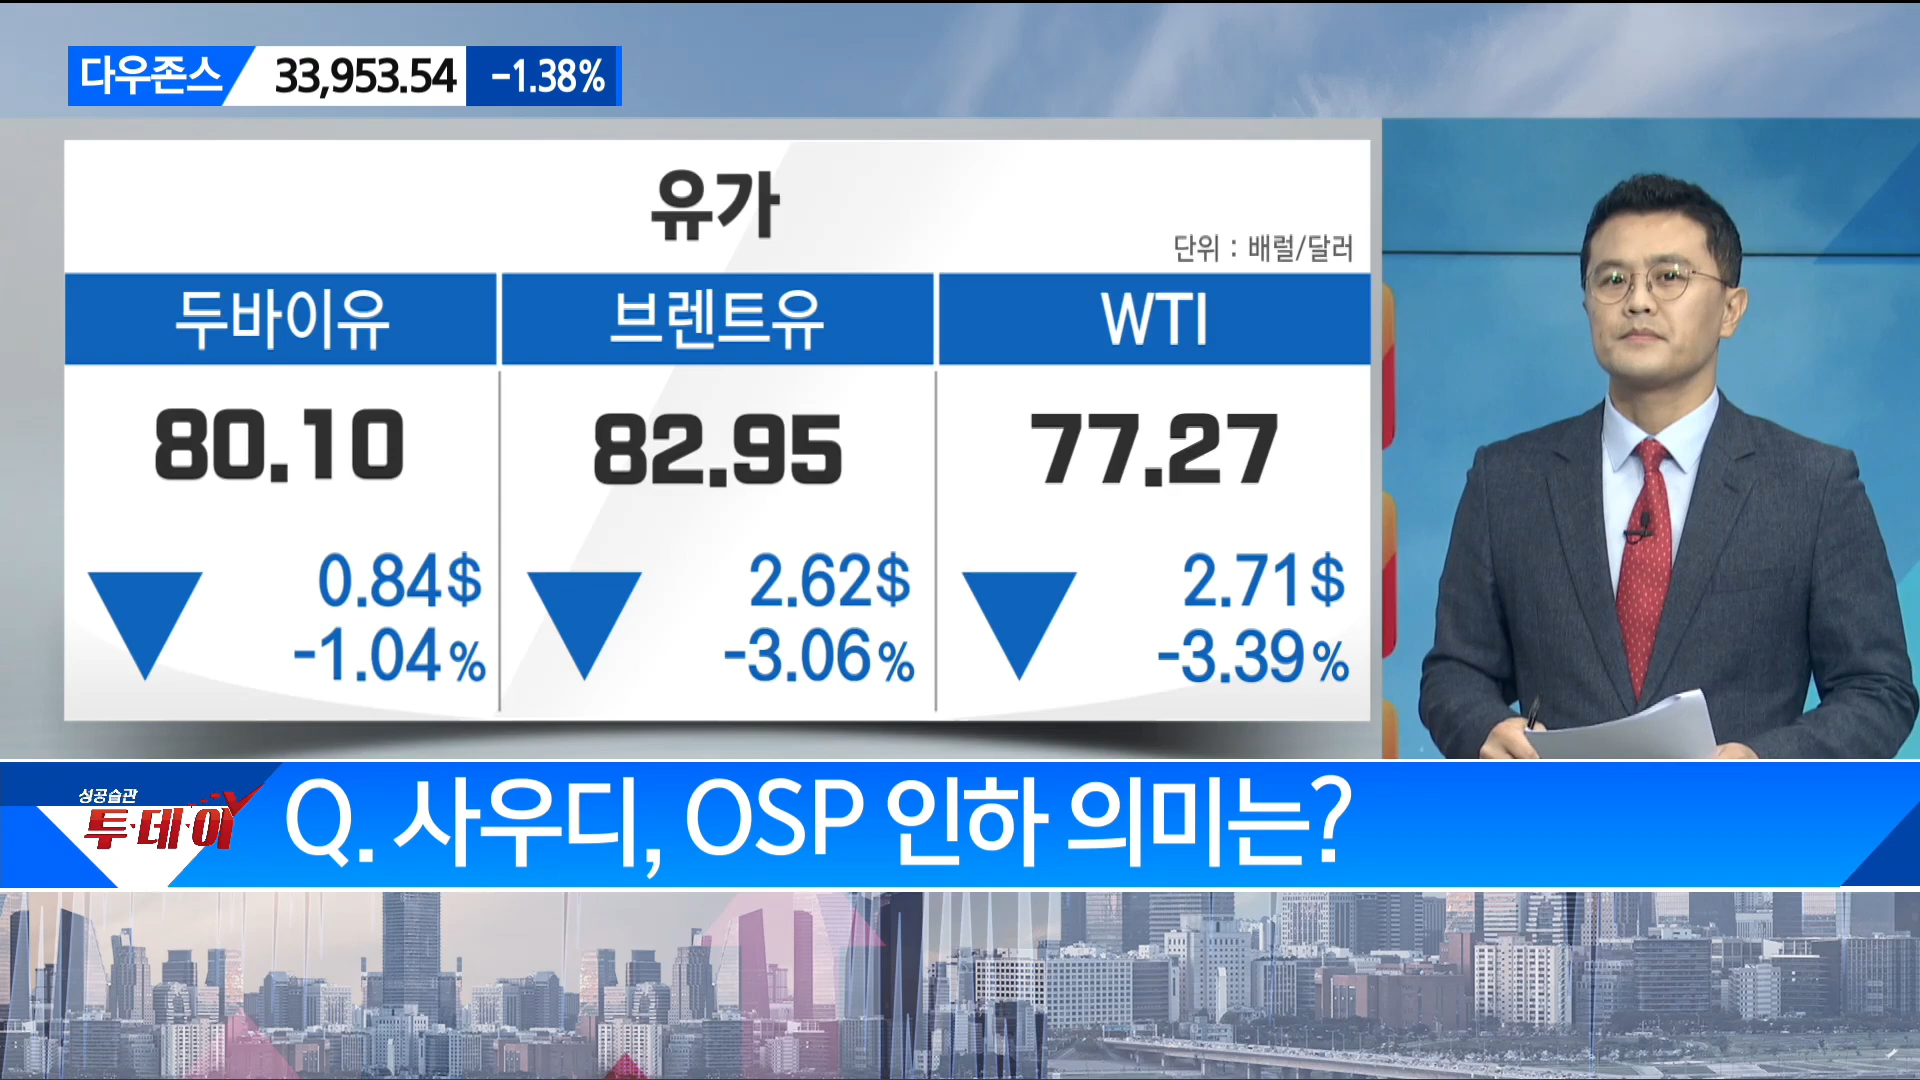 다우존스 33,953.54 -1.38%
유가
단위 : 배럴/달러
두바이유 브렌트유 WTI
80.10 82.95 77.27
0.84$ 2.62$ 2.71$
-1.04% -3.06% -3.39%
성공습관
투·데·이
Q. 사우디, OSP 인하 의미는?